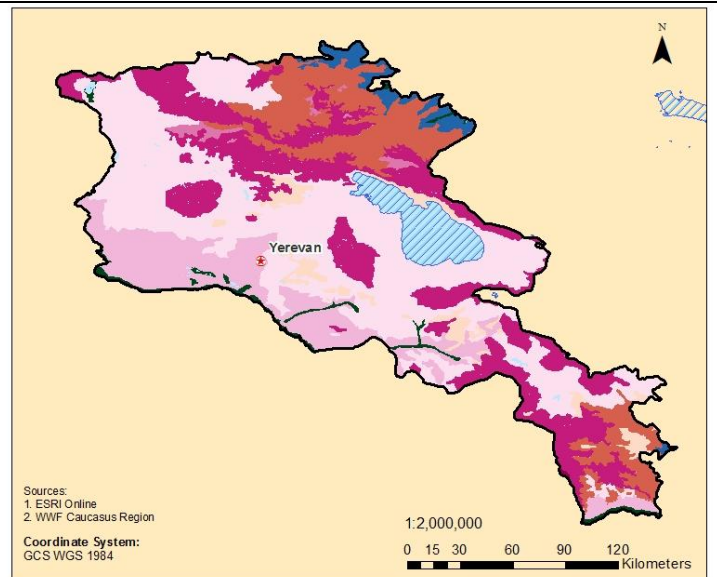 N
Yerevan
Sources:
1. ESRI Online
2. WWF Caucasus Region
Coordinate System:
GCS WGS 1984
1:2,000,000
0 15 30 60 90 120
Kilometers